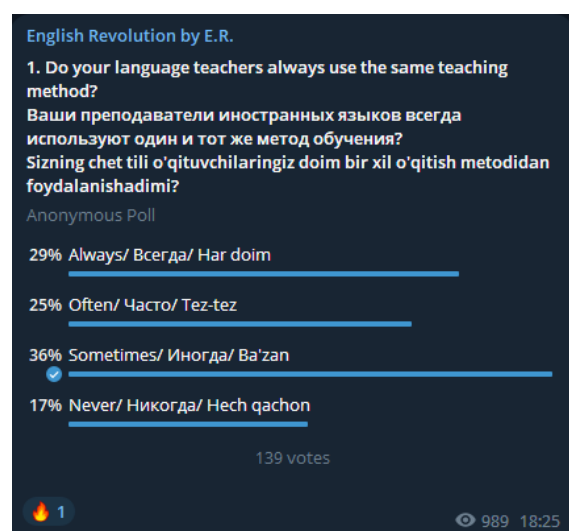 English Revolution by E.R.
1. Do your language teachers always use the same teaching
method?
Ваши преподаватели иностранных языков всегда
используют один и тот же метод обучения?
Sizning chet tili o'qituvchilaringiz doim bir xil o'qitish metodidan
foydalanishadimi?
Anonymous Poll
29% Always/ Всегда/ Har doim
25% Often/ Часто/ Tez-tez
36% Sometimes/ Иногда/ Ba'zan
17% Never/ Никогда/ Hech qachon
139 votes
🔥 1
989 18:25